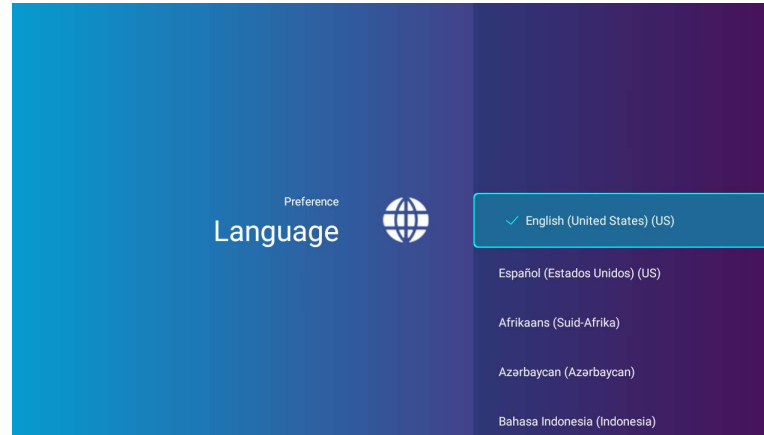 Preference
Language
English (United States) (US)
Español (Estados Unidos) (US)
Afrikaans (Suid-Afrika)
Azərbaycan (Azərbaycan)
Bahasa Indonesia (Indonesia)